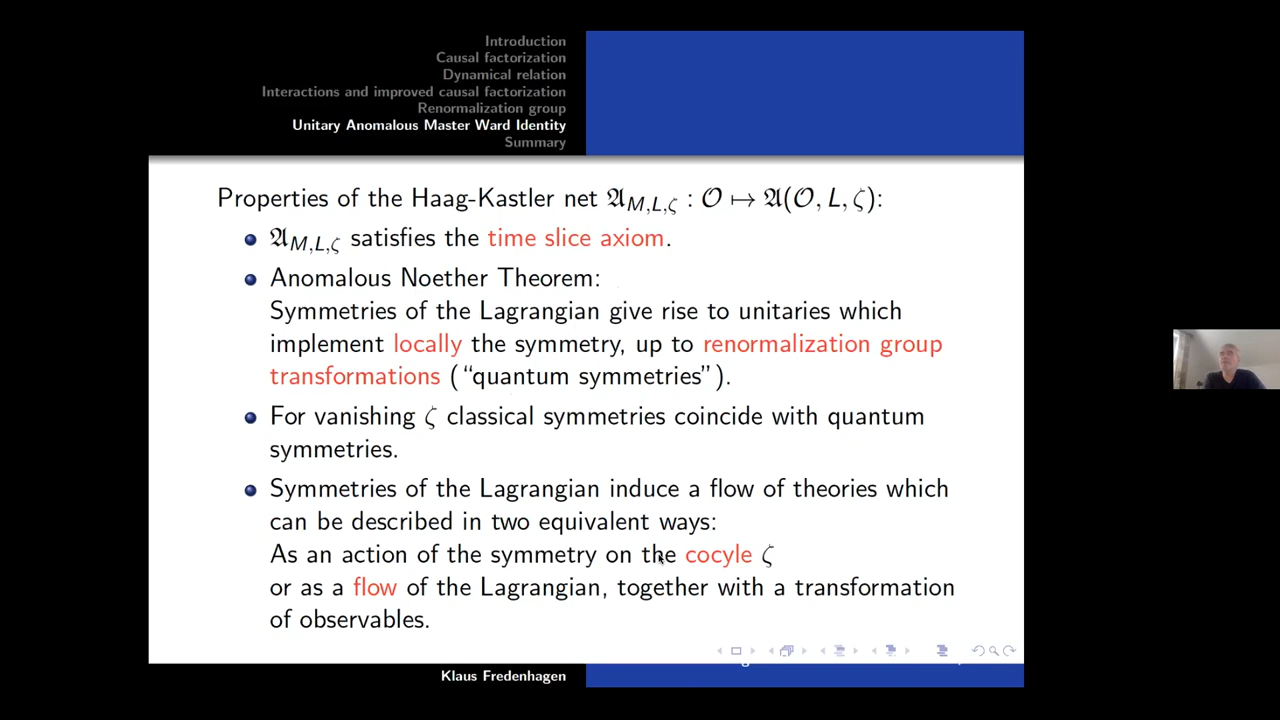 Introduction
Causal factorization
Dynamical relation
Interactions and improved causal factorization
Renormalization group
Unitary Anomalous Master Ward Identity
Summary
Properties of the Haag-Kastler net 𝔄_{M,L,ζ} : 𝒪 ↦ 𝔄(𝒪, L, ζ):
𝔄_{M,L,ζ} satisfies the time slice axiom.
Anomalous Noether Theorem:
Symmetries of the Lagrangian give rise to unitaries which
implement locally the symmetry, up to renormalization group
transformations (“quantum symmetries”).
For vanishing ζ classical symmetries coincide with quantum
symmetries.
Symmetries of the Lagrangian induce a flow of theories which
can be described in two equivalent ways:
As an action of the symmetry on the cocyle ζ
or as a flow of the Lagrangian, together with a transformation
of observables.
Klaus Fredenhagen